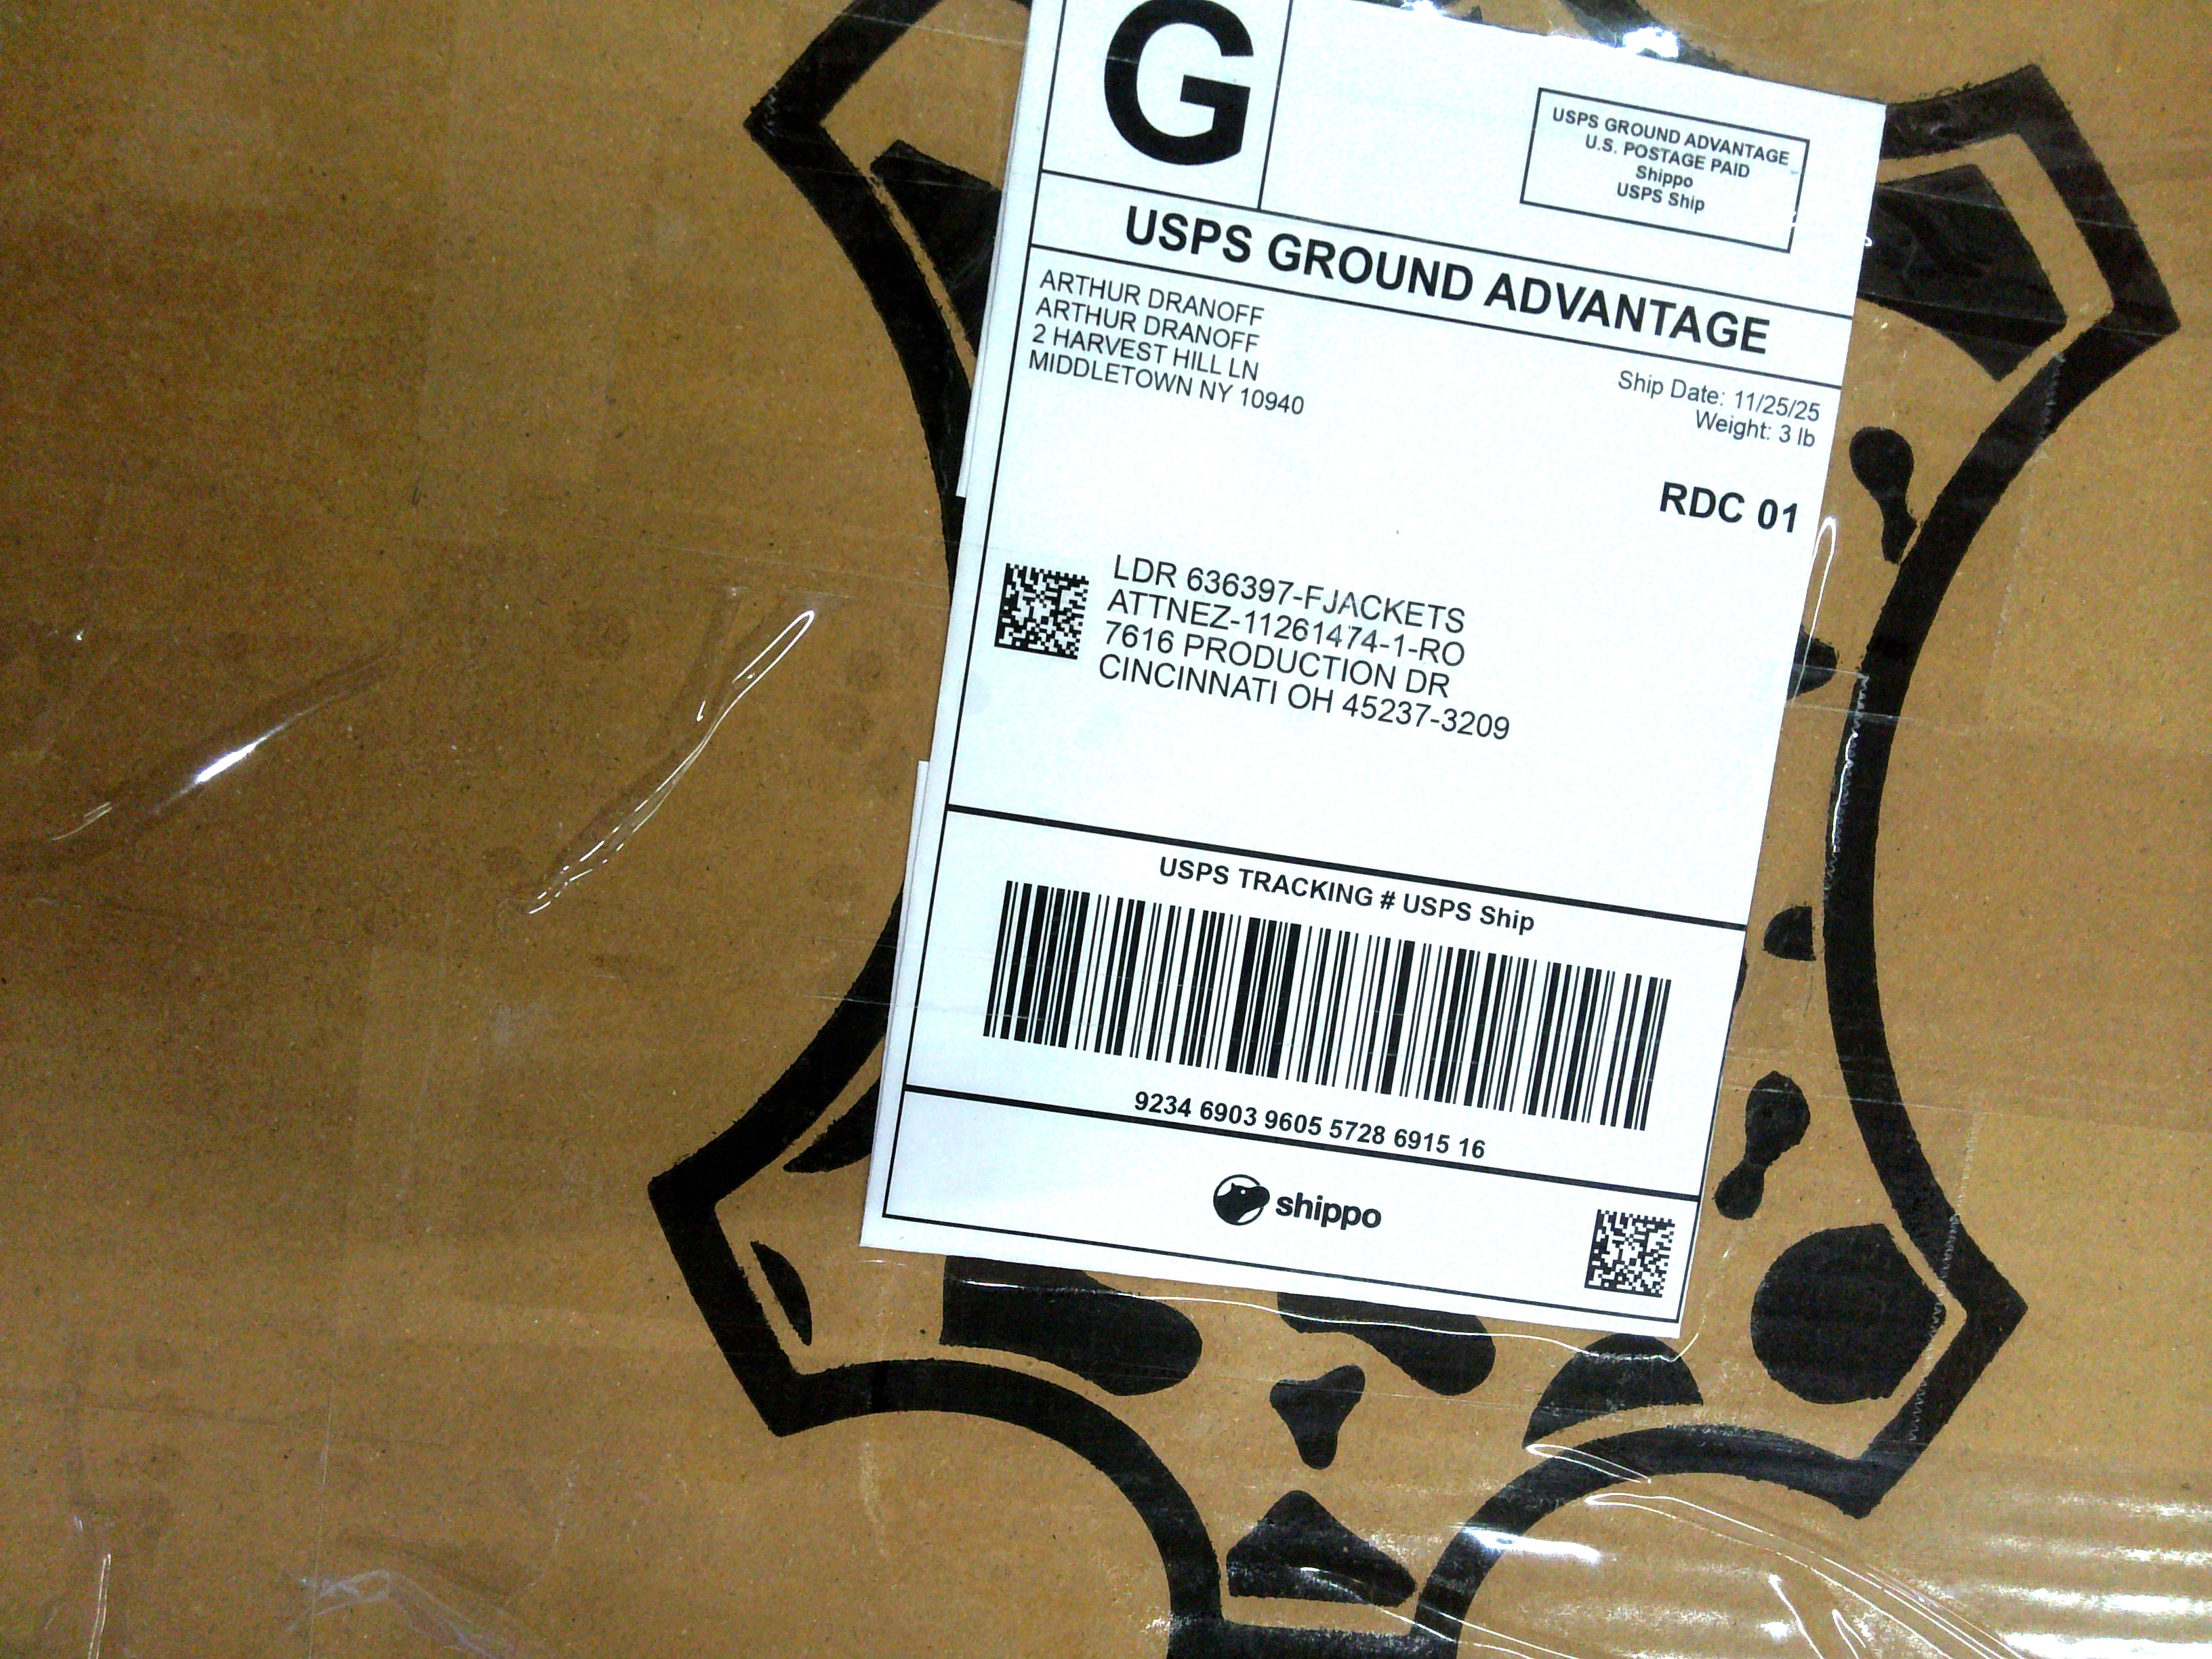 G
USPS GROUND ADVANTAGE
U.S. POSTAGE PAID
Shippo
USPS Ship
USPS GROUND ADVANTAGE
ARTHUR DRANOFF
ARTHUR DRANOFF
2 HARVEST HILL LN
MIDDLETOWN NY 10940
Ship Date: 11/25/25
Weight: 3 lb
RDC 01
LDR 636397-FJACKETS
ATTNEZ-11261474-1-RO
7616 PRODUCTION DR
CINCINNATI OH 45237-3209
USPS TRACKING # USPS Ship
9234 6903 9605 5728 6915 16
shippo